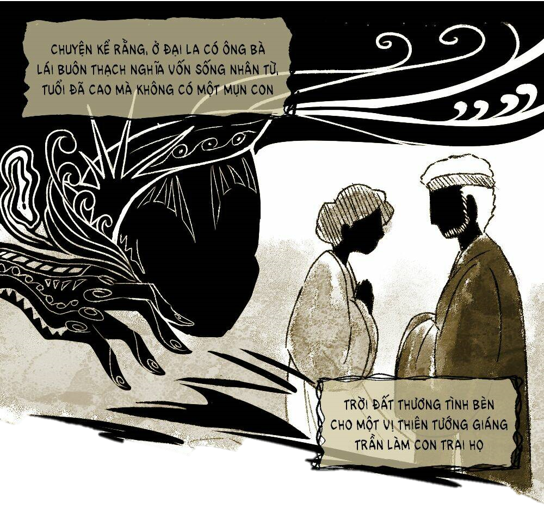 CHUYỆN KỂ RẰNG, Ở ĐẠI LA CÓ ÔNG BÀ
LÁI BUÔN THẠCH NGHĨA VỐN SỐNG NHÂN TỪ,
TUỔI ĐÃ CAO MÀ KHÔNG CÓ MỘT MỤN CON
TRỜI ĐẤT THƯƠNG TÌNH BÈN
CHO MỘT VỊ THIÊN TƯỚNG GIÁNG
TRẦN LÀM CON TRAI HỌ